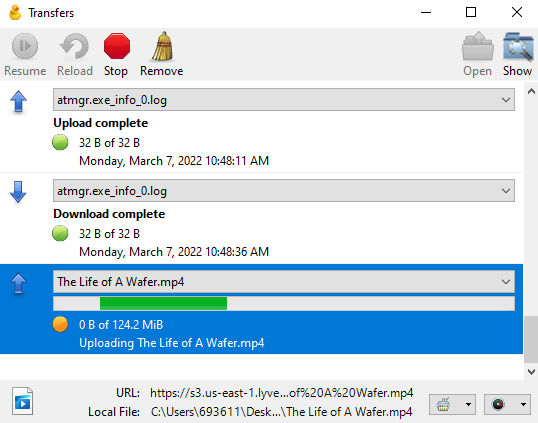 Transfers
Resume Reload Stop Remove Open Show
atmgr.exe_info_0.log
Upload complete
32 B of 32 B
Monday, March 7, 2022 10:48:11 AM
atmgr.exe_info_0.log
Download complete
32 B of 32 B
Monday, March 7, 2022 10:48:36 AM
The Life of A Wafer.mp4
0 B of 124.2 MiB
Uploading The Life of A Wafer.mp4
URL: https://s3.us-east-1.lyve...of%20A%20Wafer.mp4
Local File: C:\Users\693611\Desk...\The Life of A Wafer.mp4